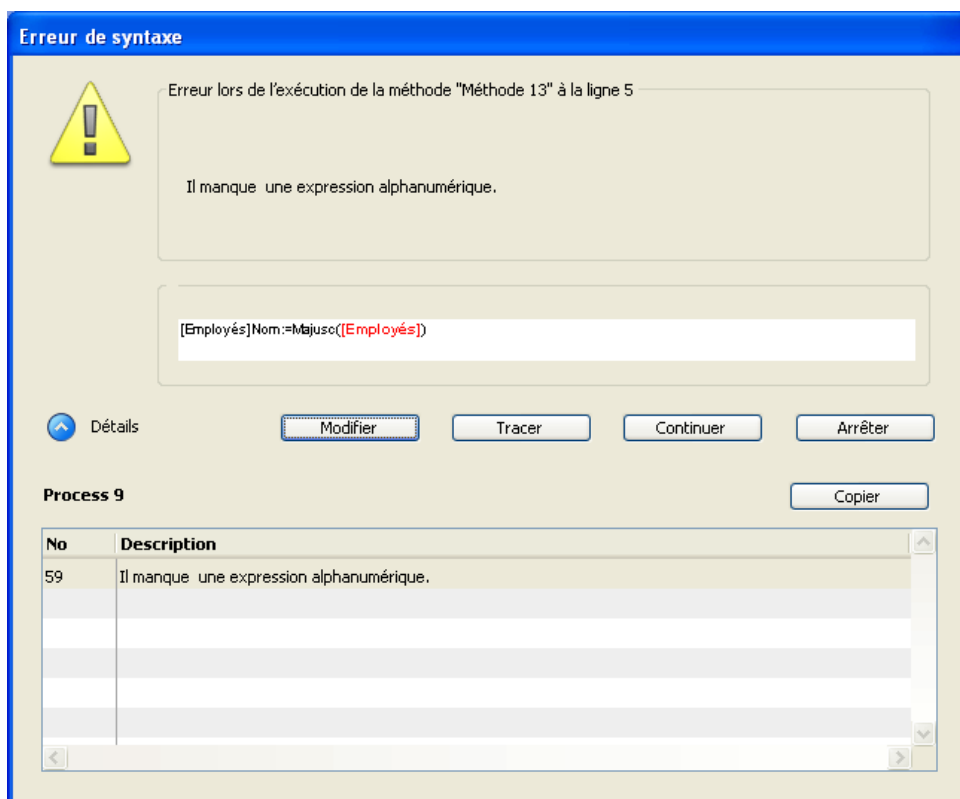 Erreur de syntaxe
Erreur lors de l'exécution de la méthode "Méthode 13" à la ligne 5
Il manque une expression alphanumérique.
[Employés]Nom:=Majusc([Employés])
Détails
Modifier
Tracer
Continuer
Arrêter
Process 9
Copier
No Description
59 Il manque une expression alphanumérique.